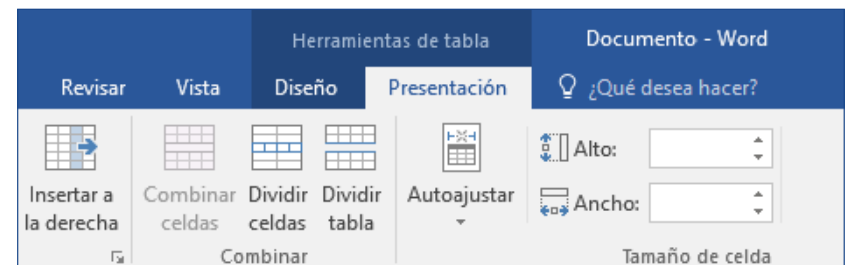 Herramientas de tabla Documento - Word
Revisar Vista Diseño Presentación ¿Qué desea hacer?
Insertar a la derecha
Combinar celdas
Dividir celdas
Dividir tabla
Autoajustar
Alto:
Ancho:
Combinar Tamaño de celda